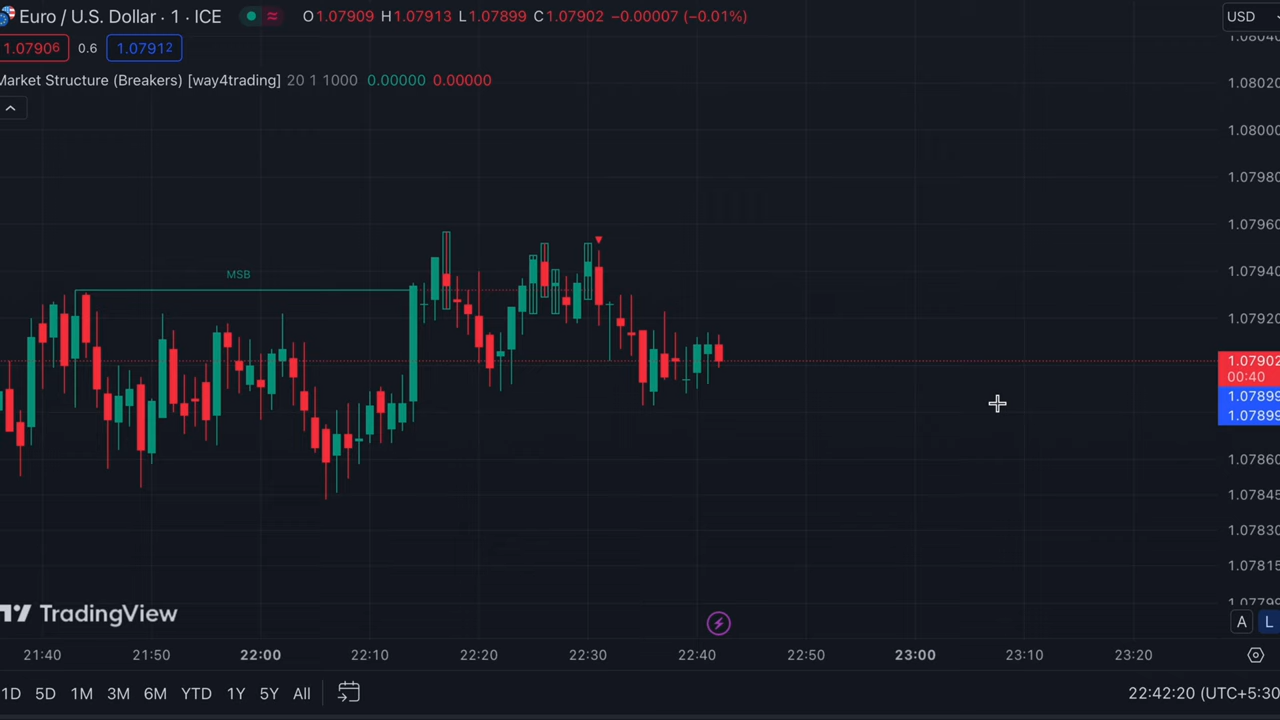 Euro / U.S. Dollar · 1 · ICE O1.07909 H1.07913 L1.07899 C1.07902 −0.00007 (−0.01%) USD
1.07906 0.6 1.07912
Market Structure (Breakers) [way4trading] 20 1 1000 0.00000 0.00000
1.08040
1.08020
1.08000
1.07980
1.07960
1.07940
1.07920
MSB
1.07902
00:40
1.07899
1.07899
1.07860
1.07845
1.07830
1.07815
TradingView
A L
21:40 21:50 22:00 22:10 22:20 22:30 22:40 22:50 23:00 23:10 23:20
1D 5D 1M 3M 6M YTD 1Y 5Y All 22:42:20 (UTC+5:30